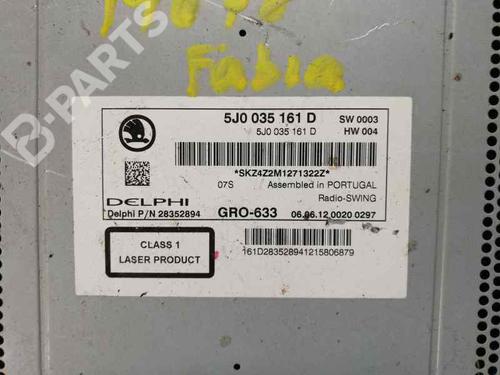 Fabia
B-PARTS
5J0 035 161 D SW 0003
5J0 035 161 D HW 004
*SKZ4Z2M1271322Z*
07S Assembled in PORTUGAL
Radio-SWING
DELPHI
Delphi P/N 28352894 GRO-633 06.06.12 0020 0297
CLASS 1
LASER PRODUCT
161D283528941215806879